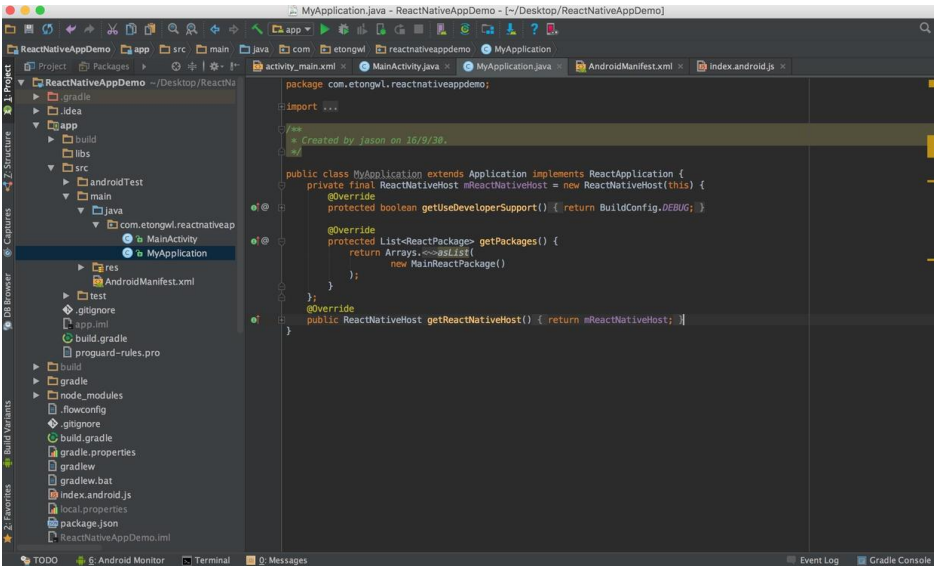 MyApplication.java - ReactNativeAppDemo - [~/Desktop/ReactNativeAppDemo]
app
ReactNativeAppDemo app src main java com etongwl reactnativeappdemo MyApplication
Project Packages
activity_main.xml MainActivity.java MyApplication.java AndroidManifest.xml index.android.js
1: Project
Z: Structure
Captures
DB Browser
Build Variants
2: Favorites
ReactNativeAppDemo ~/Desktop/ReactNa
.gradle
.idea
app
build
libs
src
androidTest
main
java
com.etongwl.reactnativeap
MainActivity
MyApplication
res
AndroidManifest.xml
test
.gitignore
app.iml
build.gradle
proguard-rules.pro
build
gradle
node_modules
.flowconfig
.gitignore
build.gradle
gradle.properties
gradlew
gradlew.bat
index.android.js
local.properties
package.json
ReactNativeAppDemo.iml
package com.etongwl.reactnativeappdemo;
import ...
/**
* Created by jason on 16/9/30.
*/
public class MyApplication extends Application implements ReactApplication {
private final ReactNativeHost mReactNativeHost = new ReactNativeHost(this) {
@Override
protected boolean getUseDeveloperSupport() { return BuildConfig.DEBUG; }
@Override
protected List<ReactPackage> getPackages() {
return Arrays.<~>asList(
new MainReactPackage()
);
}
};
@Override
public ReactNativeHost getReactNativeHost() { return mReactNativeHost; }
}
TODO 6: Android Monitor Terminal 0: Messages Event Log Gradle Console